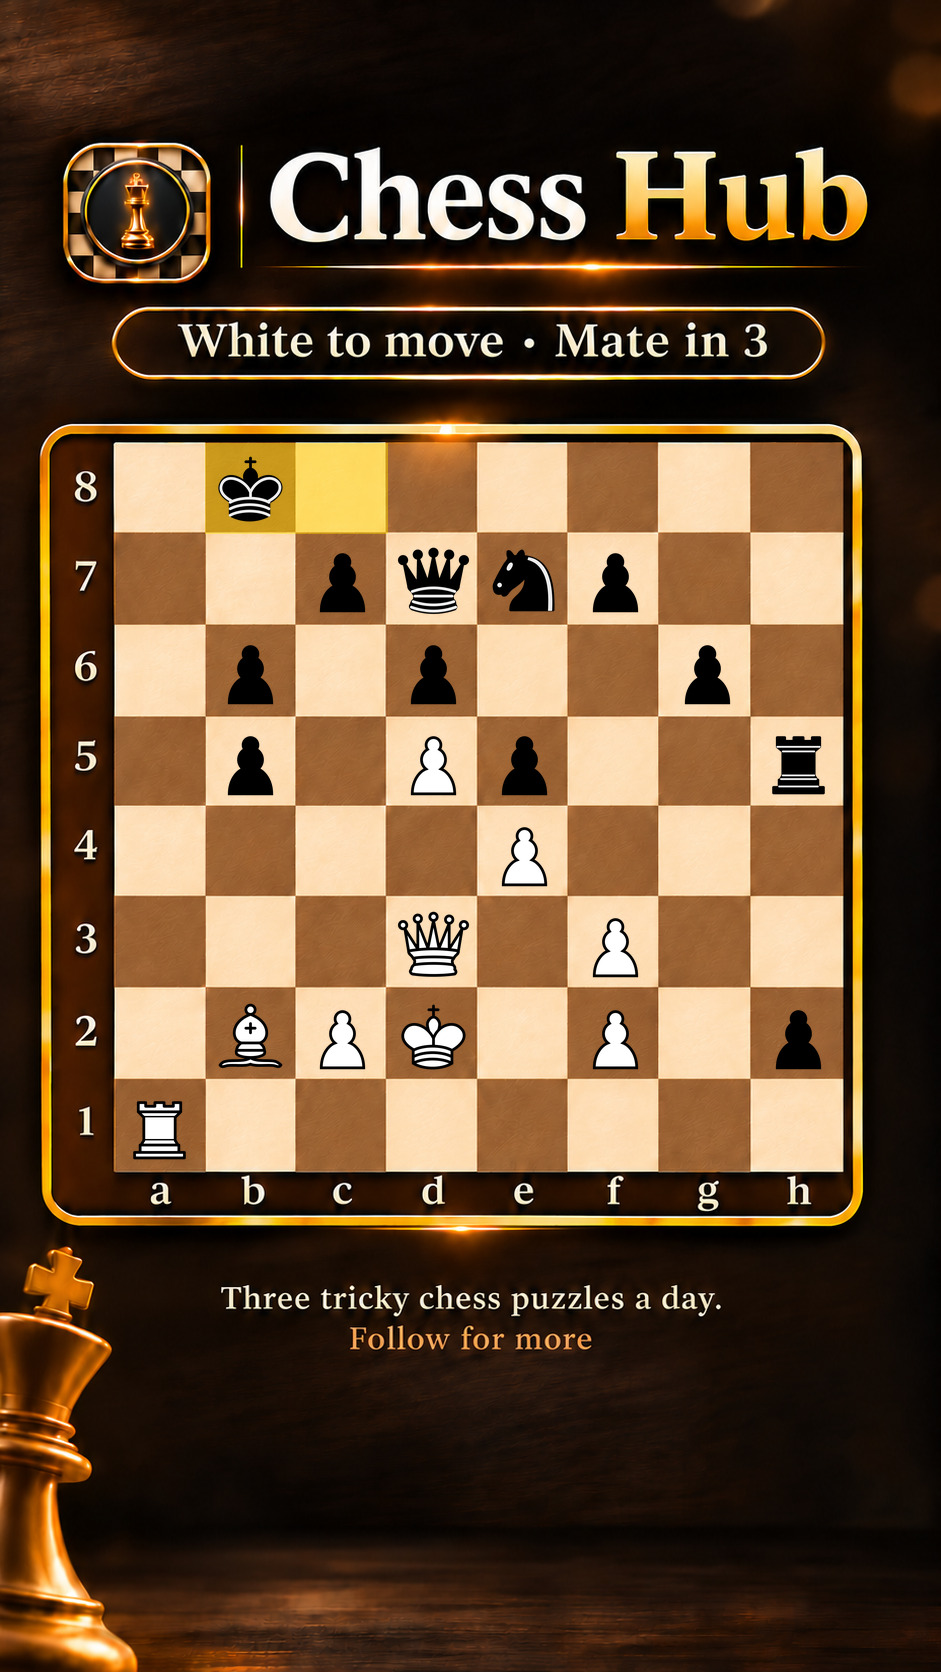 Chess Hub
White to move • Mate in 3
8
7
6
5
4
3
2
1
a b c d e f g h
Three tricky chess puzzles a day.
Follow for more